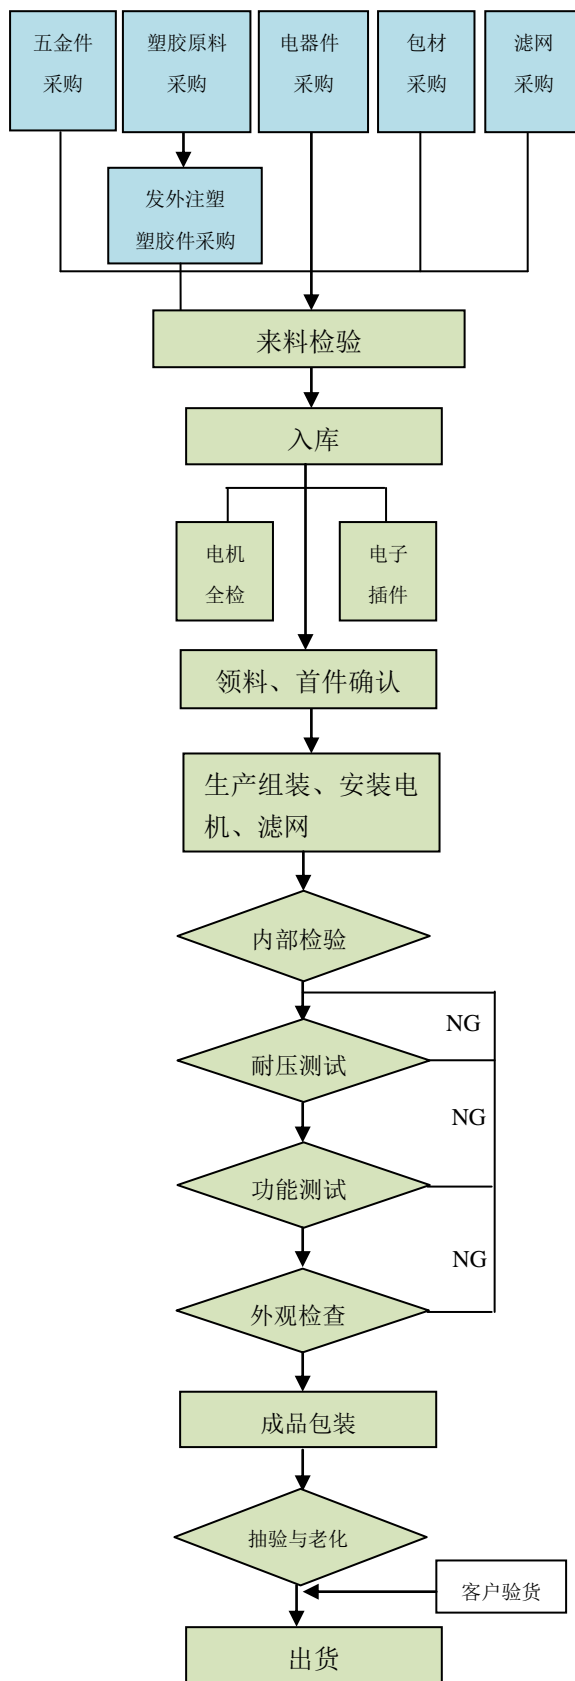 五金件
采购
塑胶原料
采购
电器件
采购
包材
采购
滤网
采购
发外注塑
塑胶件采购
来料检验
入库
电机
全检
电子
插件
领料、首件确认
生产组装、安装电
机、滤网
内部检验
NG
耐压测试
NG
功能测试
NG
外观检查
成品包装
抽验与老化
客户验货
出货